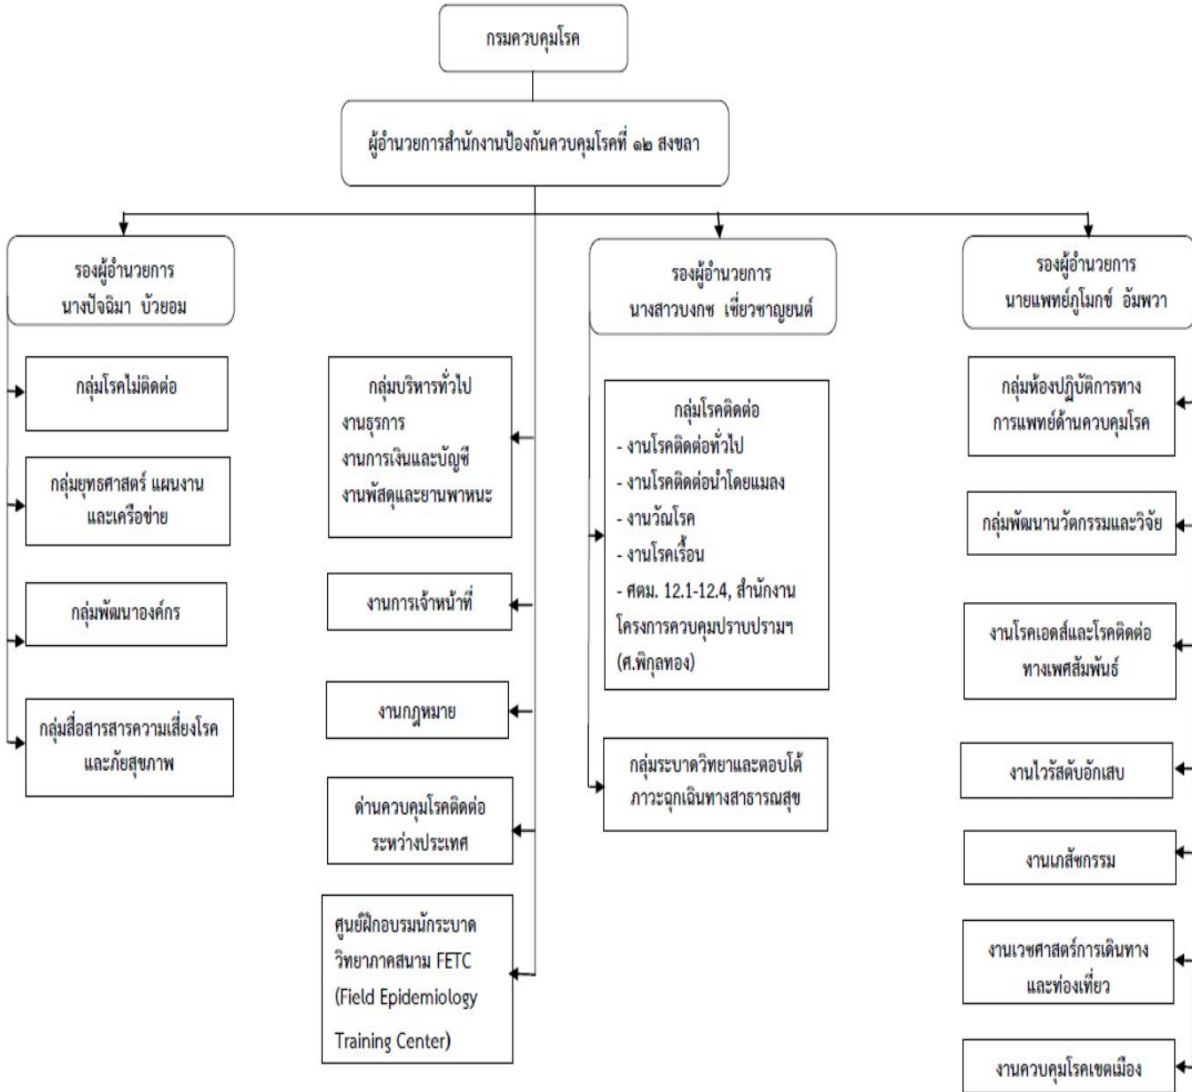 กรมควบคุมโรค
ผู้อำนวยการสำนักงานป้องกันควบคุมโรคที่ ๑๒ สงขลา
รองผู้อำนวยการ
นางปัจฉิมา บัวยอม
กลุ่มโรคไม่ติดต่อ
กลุ่มยุทธศาสตร์ แผนงาน
และเครือข่าย
กลุ่มพัฒนาองค์กร
กลุ่มสื่อสารสารความเสี่ยงโรค
และภัยสุขภาพ
กลุ่มบริหารทั่วไป
งานธุรการ
งานการเงินและบัญชี
งานพัสดุและยานพาหนะ
งานการเจ้าหน้าที่
งานกฎหมาย
ด่านควบคุมโรคติดต่อ
ระหว่างประเทศ
ศูนย์ฝึกอบรมนักระบาด
วิทยาภาคสนาม FETC
(Field Epidemiology
Training Center)
รองผู้อำนวยการ
นางสาวบงกช เชี่ยวชาญยนต์
กลุ่มโรคติดต่อ
- งานโรคติดต่อทั่วไป
- งานโรคติดต่อนำโดยแมลง
- งานวัณโรค
- งานโรคเรื้อน
- ศตม. 12.1-12.4, สำนักงาน
โครงการควบคุมปราบปรามฯ
(ศ.พิกุลทอง)
กลุ่มระบาดวิทยาและตอบโต้
ภาวะฉุกเฉินทางสาธารณสุข
รองผู้อำนวยการ
นายแพทย์ภูโมกข์ อัมพวา
กลุ่มห้องปฏิบัติการทาง
การแพทย์ด้านควบคุมโรค
กลุ่มพัฒนานวัตกรรมและวิจัย
งานโรคเอดส์และโรคติดต่อ
ทางเพศสัมพันธ์
งานไวรัสตับอักเสบ
งานเภสัชกรรม
งานเวชศาสตร์การเดินทาง
และท่องเที่ยว
งานควบคุมโรคเขตเมือง